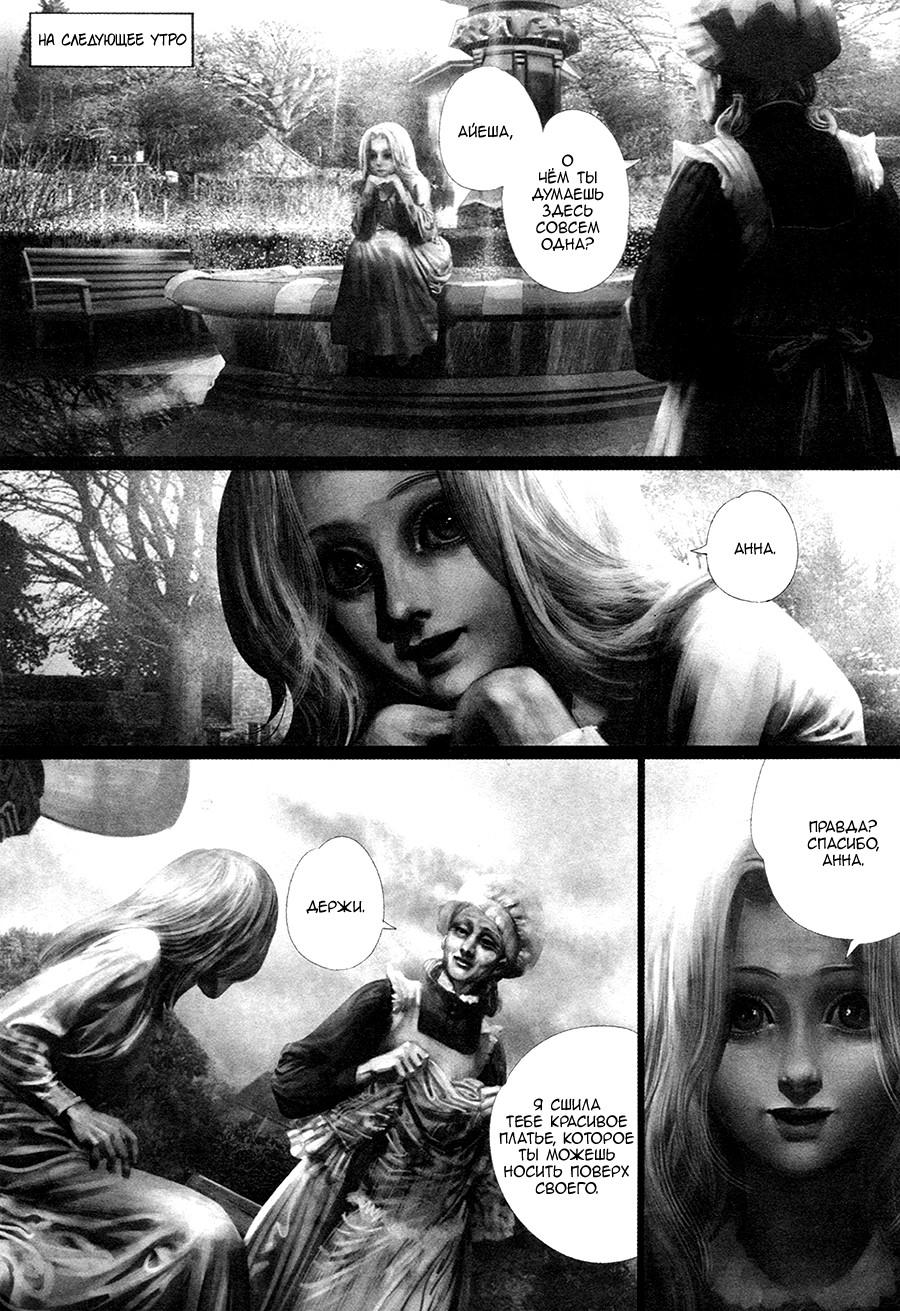 НА СЛЕДУЮЩЕЕ УТРО
АЙЕША,
О
ЧЁМ ТЫ
ДУМАЕШЬ
ЗДЕСЬ
СОВСЕМ
ОДНА?
АННА.
ДЕРЖИ.
Я СШИЛА
ТЕБЕ КРАСИВОЕ
ПЛАТЬЕ, КОТОРОЕ
ТЫ МОЖЕШЬ
НОСИТЬ ПОВЕРХ
СВОЕГО.
ПРАВДА?
СПАСИБО,
АННА.